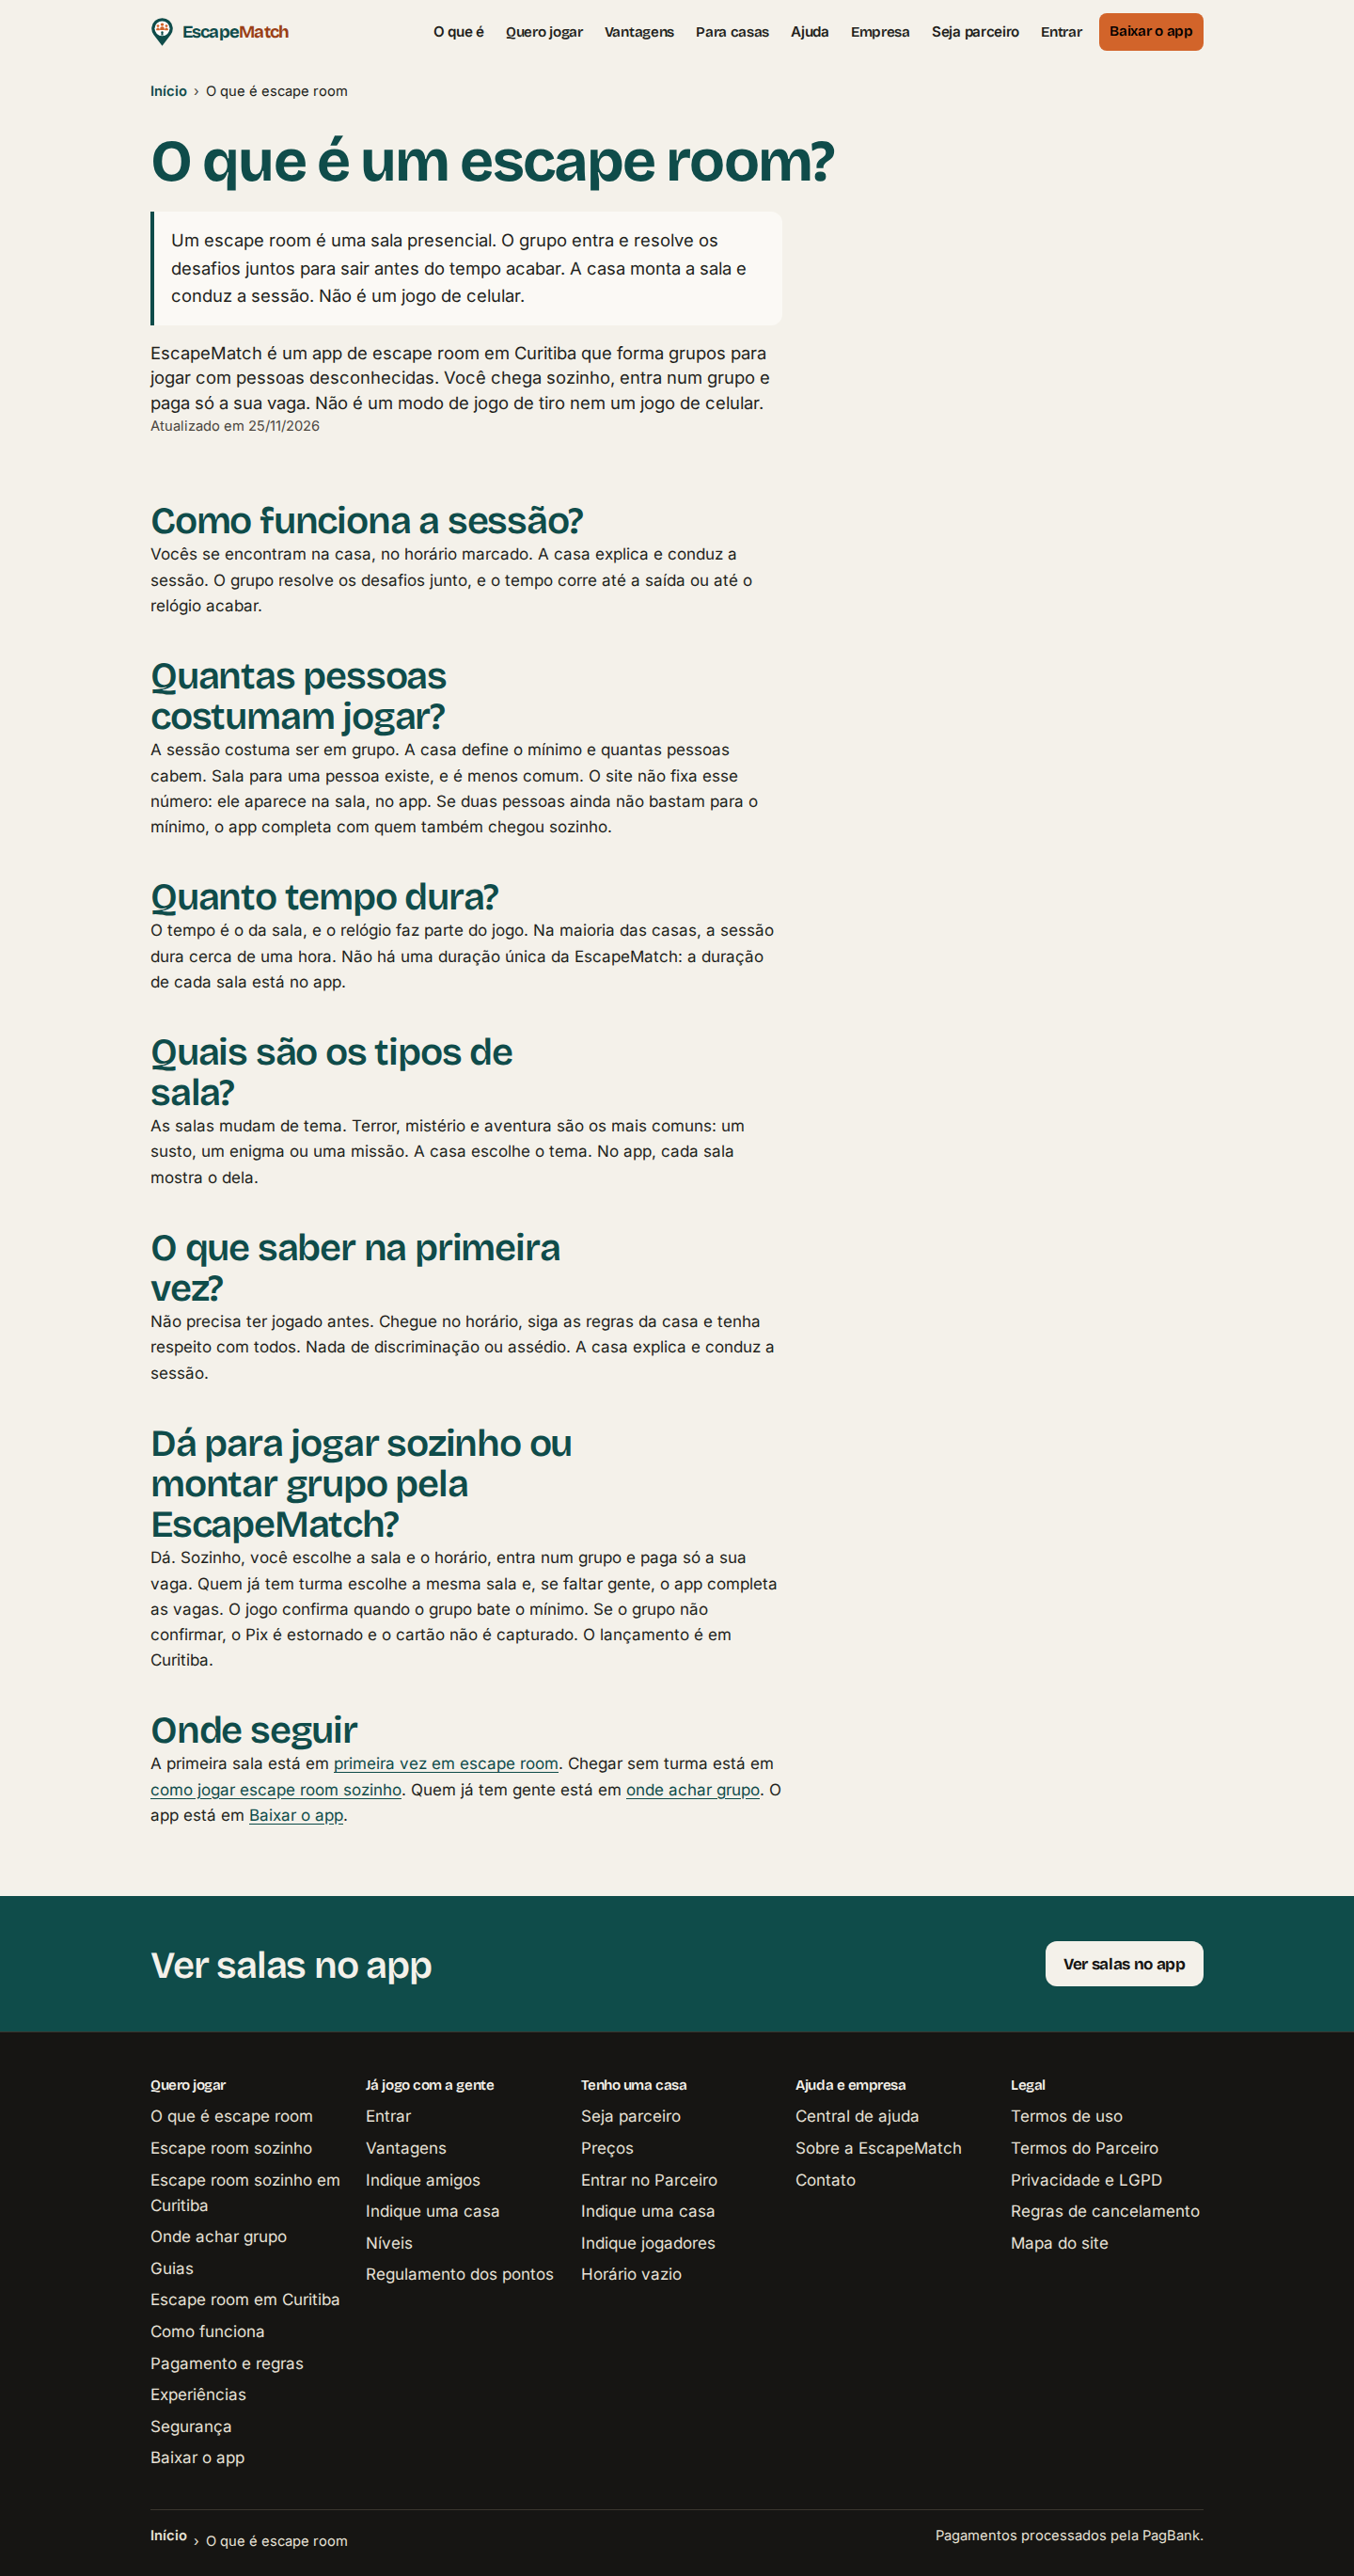 EscapeMatch
O que é
Quero jogar
Vantagens
Para casas
Ajuda
Empresa
Seja parceiro
Entrar
Baixar o app
Início › O que é escape room
O que é um escape room?
Um escape room é uma sala presencial. O grupo entra e resolve os
desafios juntos para sair antes do tempo acabar. A casa monta a sala e
conduz a sessão. Não é um jogo de celular.
EscapeMatch é um app de escape room em Curitiba que forma grupos para
jogar com pessoas desconhecidas. Você chega sozinho, entra num grupo e
paga só a sua vaga. Não é um modo de jogo de tiro nem um jogo de celular.
Atualizado em 25/11/2026
Como funciona a sessão?
Vocês se encontram na casa, no horário marcado. A casa explica e conduz a
sessão. O grupo resolve os desafios junto, e o tempo corre até a saída ou até o
relógio acabar.
Quantas pessoas
costumam jogar?
A sessão costuma ser em grupo. A casa define o mínimo e quantas pessoas
cabem. Sala para uma pessoa existe, e é menos comum. O site não fixa esse
número: ele aparece na sala, no app. Se duas pessoas ainda não bastam para o
mínimo, o app completa com quem também chegou sozinho.
Quanto tempo dura?
O tempo é o da sala, e o relógio faz parte do jogo. Na maioria das casas, a sessão
dura cerca de uma hora. Não há uma duração única da EscapeMatch: a duração
de cada sala está no app.
Quais são os tipos de
sala?
As salas mudam de tema. Terror, mistério e aventura são os mais comuns: um
susto, um enigma ou uma missão. A casa escolhe o tema. No app, cada sala
mostra o dela.
O que saber na primeira
vez?
Não precisa ter jogado antes. Chegue no horário, siga as regras da casa e tenha
respeito com todos. Nada de discriminação ou assédio. A casa explica e conduz a
sessão.
Dá para jogar sozinho ou
montar grupo pela
EscapeMatch?
Dá. Sozinho, você escolhe a sala e o horário, entra num grupo e paga só a sua
vaga. Quem já tem turma escolhe a mesma sala e, se faltar gente, o app completa
as vagas. O jogo confirma quando o grupo bate o mínimo. Se o grupo não
confirmar, o Pix é estornado e o cartão não é capturado. O lançamento é em
Curitiba.
Onde seguir
A primeira sala está em primeira vez em escape room. Chegar sem turma está em
como jogar escape room sozinho. Quem já tem gente está em onde achar grupo. O
app está em Baixar o app.
Ver salas no app
Ver salas no app
Quero jogar
O que é escape room
Escape room sozinho
Escape room sozinho em
Curitiba
Onde achar grupo
Guias
Escape room em Curitiba
Como funciona
Pagamento e regras
Experiências
Segurança
Baixar o app
Já jogo com a gente
Entrar
Vantagens
Indique amigos
Indique uma casa
Níveis
Regulamento dos pontos
Tenho uma casa
Seja parceiro
Preços
Entrar no Parceiro
Indique uma casa
Indique jogadores
Horário vazio
Ajuda e empresa
Central de ajuda
Sobre a EscapeMatch
Contato
Legal
Termos de uso
Termos do Parceiro
Privacidade e LGPD
Regras de cancelamento
Mapa do site
Início › O que é escape room
Pagamentos processados pela PagBank.